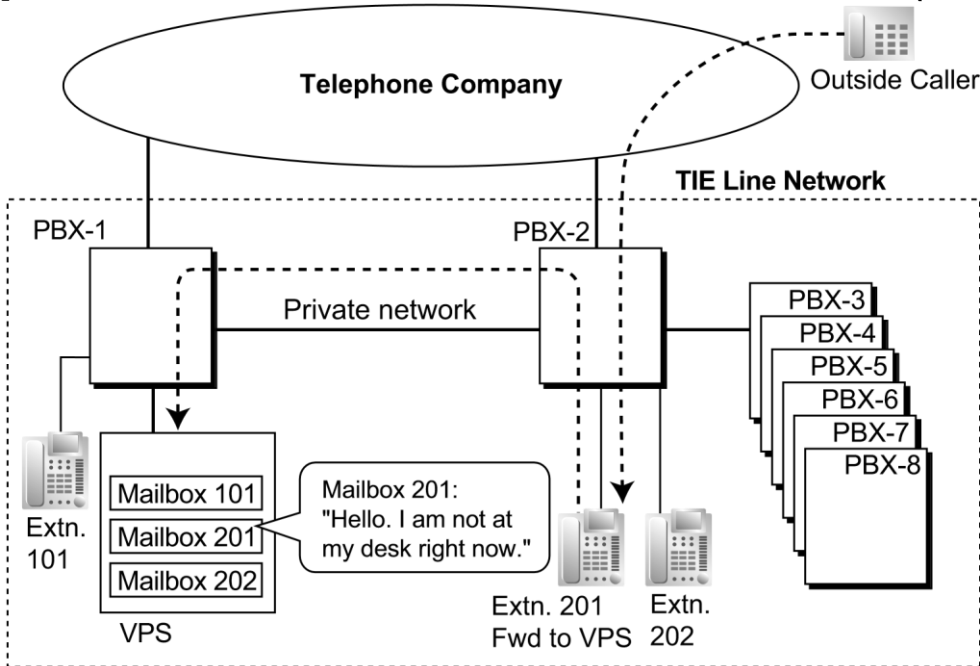 Telephone Company
Outside Caller
TIE Line Network
PBX-1
PBX-2
Private network
PBX-3
PBX-4
PBX-5
PBX-6
PBX-7
PBX-8
Extn.
101
Mailbox 101
Mailbox 201
Mailbox 202
VPS
Mailbox 201:
"Hello. I am not at
my desk right now."
Extn. 201
Fwd to VPS
Extn.
202